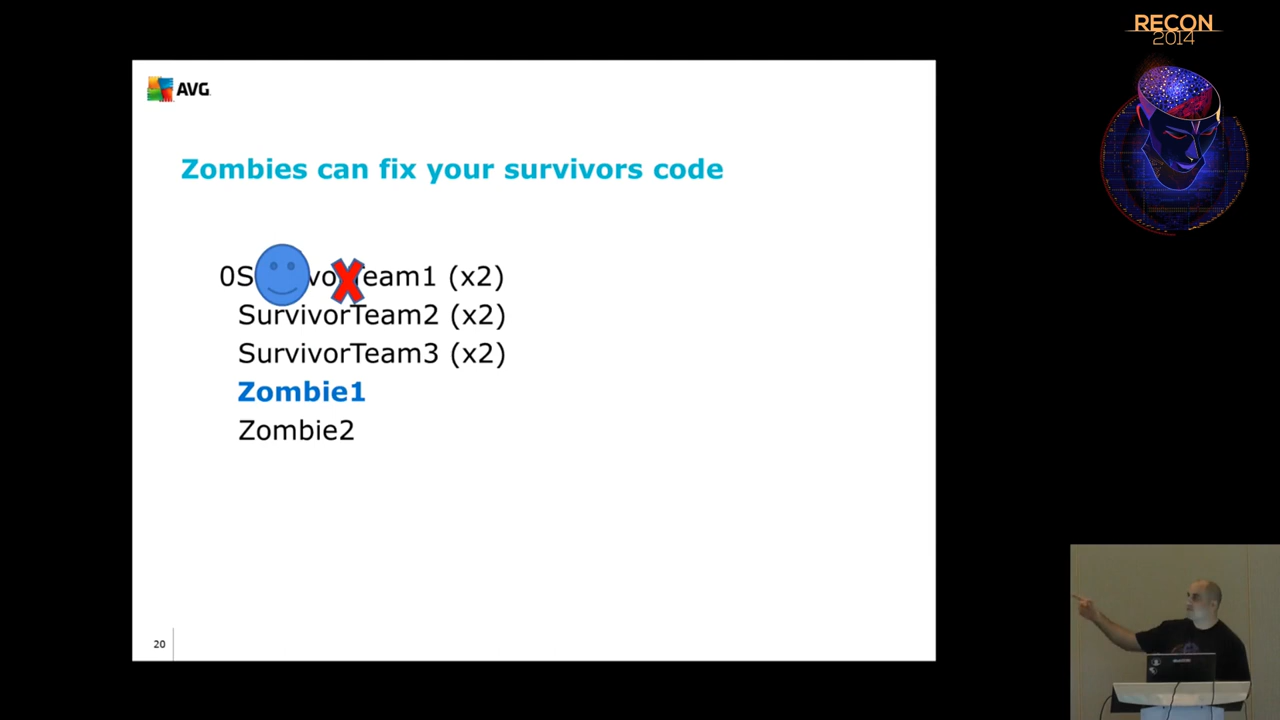 RECON
2014
AVG
Zombies can fix your survivors code
0S vo Team1 (x2)
SurvivorTeam2 (x2)
SurvivorTeam3 (x2)
Zombie1
Zombie2
20